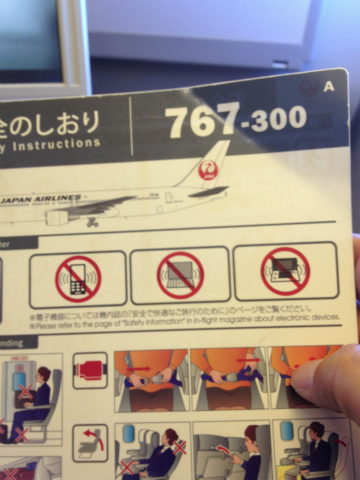 A
全のしおり 767-300
y Instructions
JAPAN AIRLINES
JAL
※電子機器については機内誌の「安全で快適なご旅行のために」のページをご覧ください。
※Please refer to the page of "Safety Information" in in-flight magazine about electronic devices.
nding